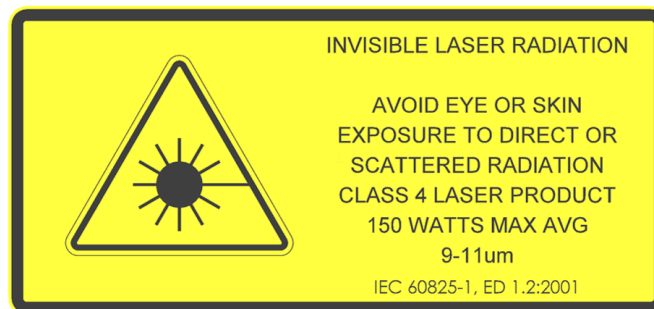 INVISIBLE LASER RADIATION
AVOID EYE OR SKIN
EXPOSURE TO DIRECT OR
SCATTERED RADIATION
CLASS 4 LASER PRODUCT
150 WATTS MAX AVG
9-11um
IEC 60825-1, ED 1.2:2001